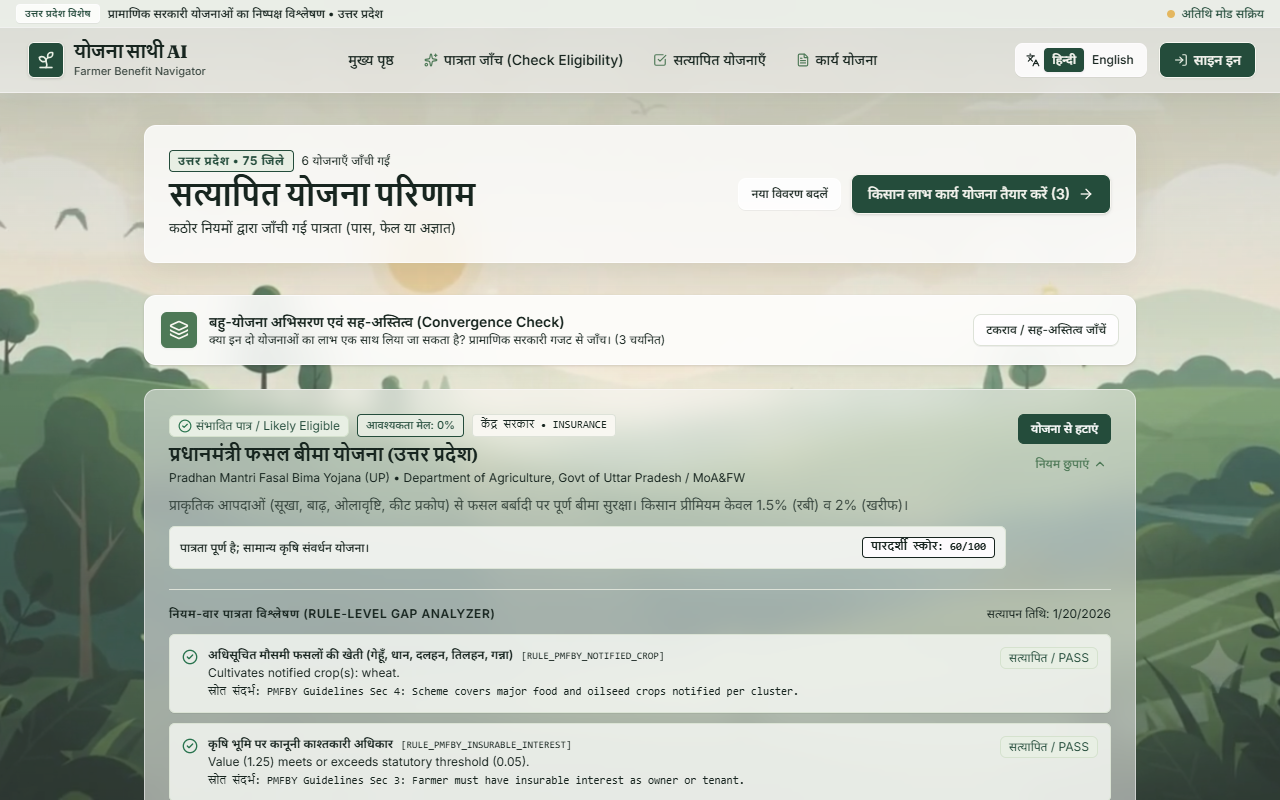 उत्तर प्रदेश विशेष प्रामाणिक सरकारी योजनाओं का निष्पक्ष विश्लेषण • उत्तर प्रदेश
अतिथि मोड सक्रिय
योजना साथी AI
Farmer Benefit Navigator
मुख्य पृष्ठ
पात्रता जाँच (Check Eligibility)
सत्यापित योजनाएँ
कार्य योजना
हिन्दी
English
साइन इन
उत्तर प्रदेश • 75 जिले
6 योजनाएँ जाँची गईं
सत्यापित योजना परिणाम
कठोर नियमों द्वारा जाँची गई पात्रता (पास, फेल या अज्ञात)
नया विवरण बदलें
किसान लाभ कार्य योजना तैयार करें (3)
बहु-योजना अभिसरण एवं सह-अस्तित्व (Convergence Check)
क्या इन दो योजनाओं का लाभ एक साथ लिया जा सकता है? प्रामाणिक सरकारी गजट से जाँच। (3 चयनित)
टकराव / सह-अस्तित्व जाँचें
संभावित पात्र / Likely Eligible
आवश्यकता मेल: 0%
केंद्र सरकार • INSURANCE
योजना से हटाएं
प्रधानमंत्री फसल बीमा योजना (उत्तर प्रदेश)
नियम छुपाएं
Pradhan Mantri Fasal Bima Yojana (UP) • Department of Agriculture, Govt of Uttar Pradesh / MoA&FW
प्राकृतिक आपदाओं (सूखा, बाढ़, ओलावृष्टि, कीट प्रकोप) से फसल बर्बादी पर पूर्ण बीमा सुरक्षा। किसान प्रीमियम केवल 1.5% (रबी) व 2% (खरीफ)।
पात्रता पूर्ण है; सामान्य कृषि संवर्धन योजना।
पारदर्शी स्कोर: 60/100
नियम-वार पात्रता विश्लेषण (RULE-LEVEL GAP ANALYZER)
सत्यापन तिथि: 1/20/2026
अधिसूचित मौसमी फसलों की खेती (गेहूँ, धान, दलहन, तिलहन, गन्ना) [RULE_PMFBY_NOTIFIED_CROP]
सत्यापित / PASS
Cultivates notified crop(s): wheat.
स्रोत संदर्भ: PMFBY Guidelines Sec 4: Scheme covers major food and oilseed crops notified per cluster.
कृषि भूमि पर कानूनी काश्तकारी अधिकार [RULE_PMFBY_INSURABLE_INTEREST]
सत्यापित / PASS
Value (1.25) meets or exceeds statutory threshold (0.05).
स्रोत संदर्भ: PMFBY Guidelines Sec 3: Farmer must have insurable interest as owner or tenant.